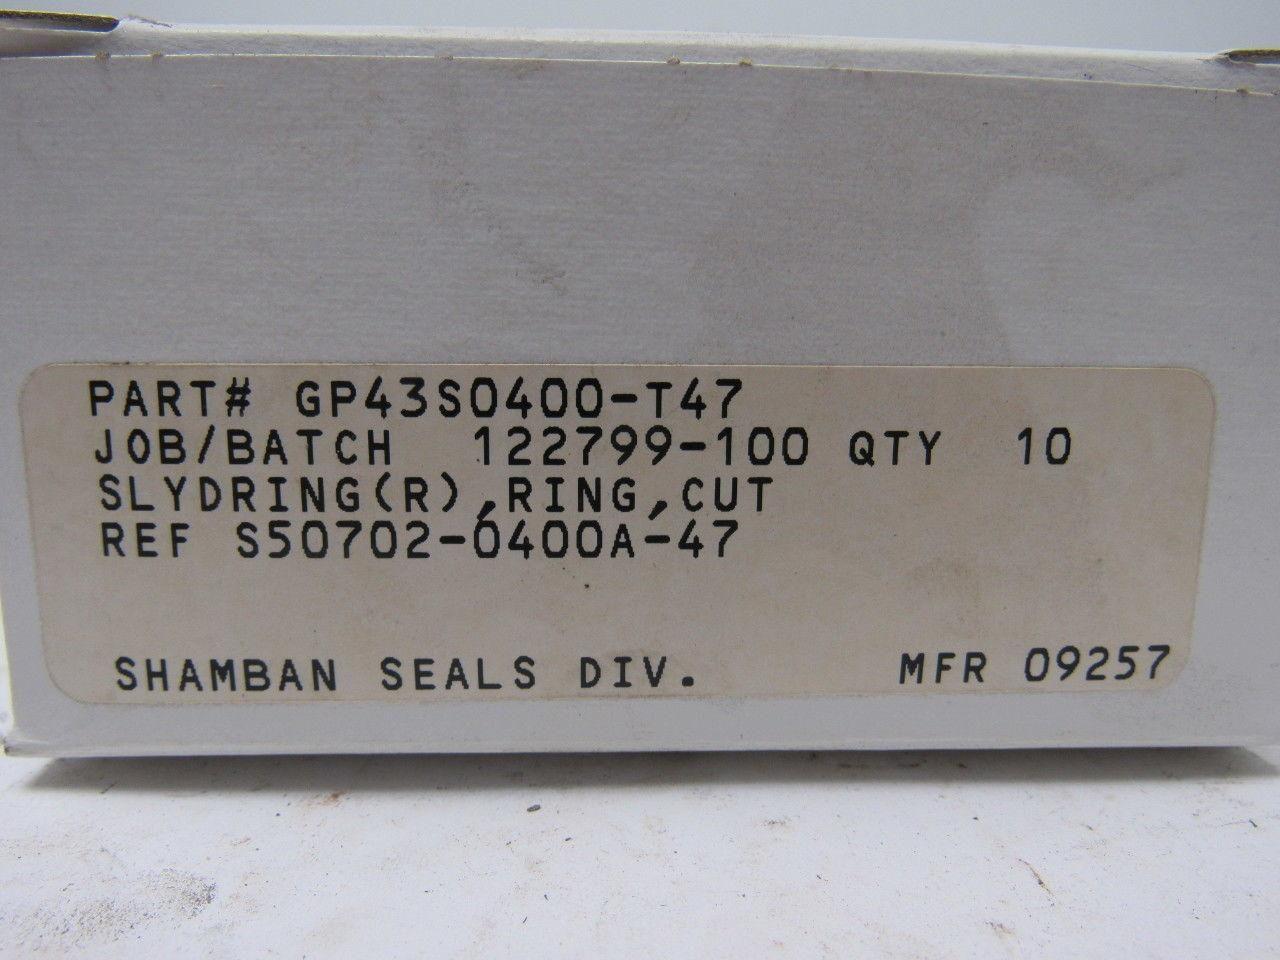 PART# GP43S0400-T47
JOB/BATCH 122799-100 QTY 10
SLYDRING(R),RING,CUT
REF S50702-0400A-47
SHAMBAN SEALS DIV. MFR 09257